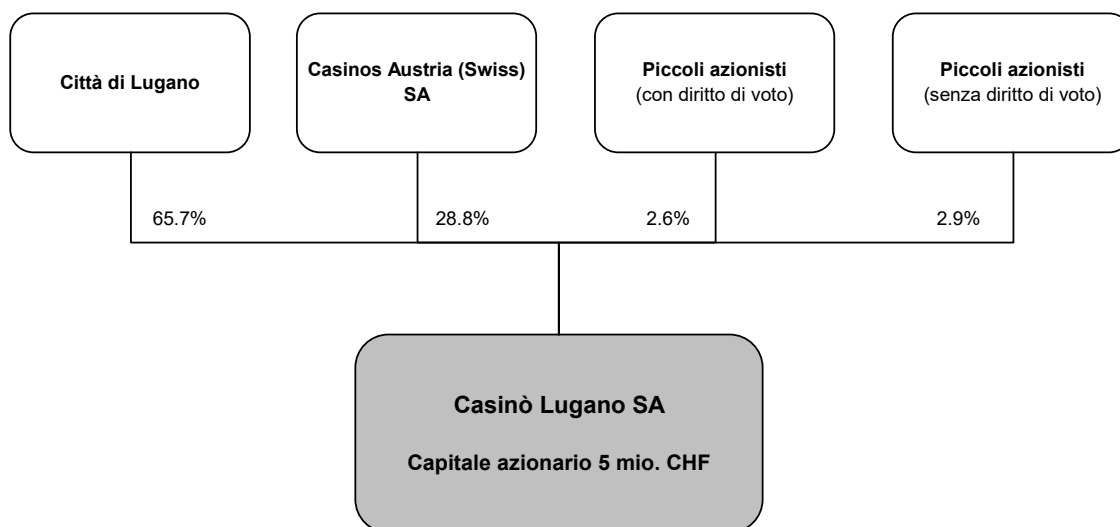 Città di Lugano
Casinos Austria (Swiss)
SA
Piccoli azionisti
(con diritto di voto)
Piccoli azionisti
(senza diritto di voto)
65.7%
28.8%
2.6%
2.9%
Casinò Lugano SA
Capitale azionario 5 mio. CHF